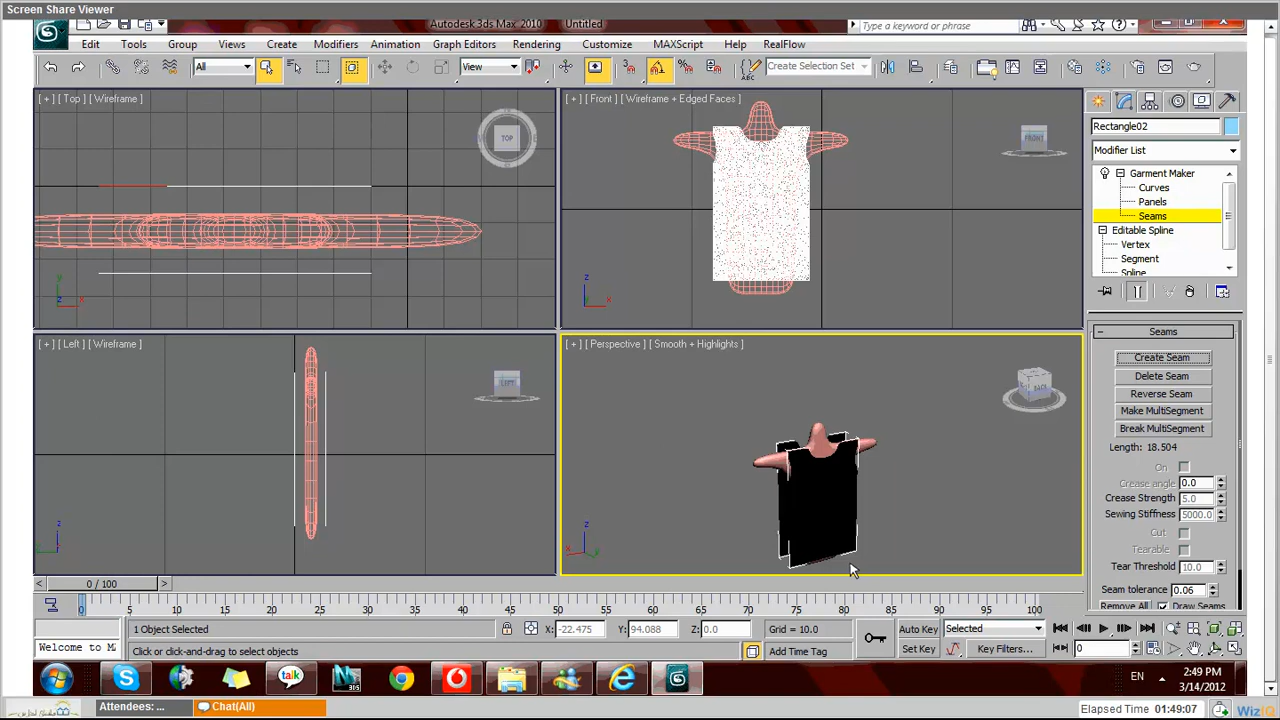 Screen Share Viewer
Autodesk 3ds Max 2010 Untitled
Type a keyword or phrase
Edit Tools Group Views Create Modifiers Animation Graph Editors Rendering Customize MAXScript Help RealFlow
All View ABC Create Selection Set
[ + ] [ Top ] [ Wireframe ]
TOP
[ + ] [ Front ] [ Wireframe + Edged Faces ]
FRONT
Rectangle02
Modifier List
Garment Maker
Curves
Panels
Seams
Editable Spline
Vertex
Segment
Spline
y
z x
z
y x
[ + ] [ Left ] [ Wireframe ]
LEFT
[ + ] [ Perspective ] [ Smooth + Highlights ]
BACK
z
x y
Seams
Create Seam
Delete Seam
Reverse Seam
Make MultiSegment
Break MultiSegment
Length: 18.504
On
Crease angle 0.0
Crease Strength 5.0
Sewing Stiffness 5000.0
Cut
Tearable
Tear Threshold 10.0
Seam tolerance 0.06
Remove All Draw Seams
< 0 / 100 >
0 5 10 15 20 25 30 35 40 45 50 55 60 65 70 75 80 85 90 95 100
1 Object Selected X: -22.475 Y: 94.088 Z: 0.0 Grid = 10.0 Auto Key Selected
Welcome to M Click or click-and-drag to select objects Add Time Tag Set Key Key Filters... 0
talk
EN
2:49 PM
3/14/2012
Attendees: ... Chat(All)
Elapsed Time 01:49:07 WizIQ